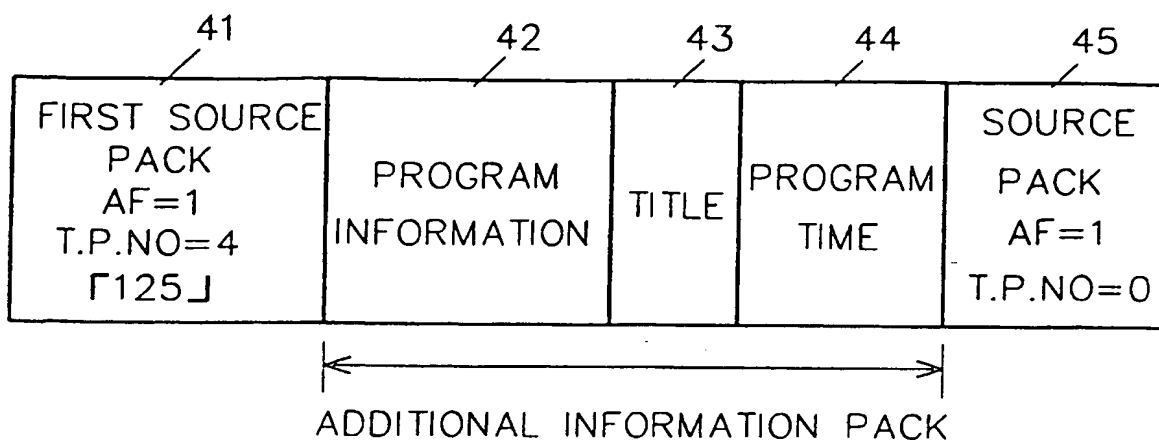 41 42 43 44 45
FIRST SOURCE
PACK
AF=1
T.P.NO=4
「125」
PROGRAM
INFORMATION
TITLE
PROGRAM
TIME
SOURCE
PACK
AF=1
T.P.NO=0
ADDITIONAL INFORMATION PACK